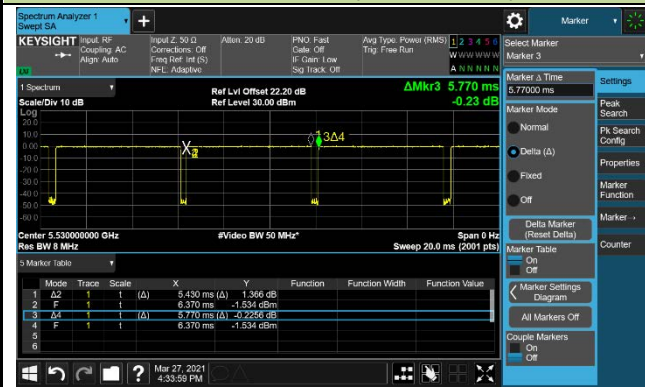 Spectrum Analyzer 1
Swept SA
+
Marker
KEYSIGHT
Input: RF
Coupling: AC
Align: Auto
Input Z: 50 Ω
Corrections: Off
Freq Ref: Int (S)
NFE: Adaptive
Atten: 20 dB
PNO: Fast
Gate: Off
IF Gain: Low
Sig Track: Off
Avg Type: Power (RMS)
Trig: Free Run
1 2 3 4 5 6
W W W W W W
A N N N N N
Select Marker
Marker 3
Marker Δ Time
5.77000 ms
Settings
1 Spectrum
Ref Lvl Offset 22.20 dB
ΔMkr3 5.770 ms
Scale/Div 10 dB
Ref Level 30.00 dBm
-0.23 dB
Log
20.0
10.0
0.00
-10.0
-20.0
-30.0
-40.0
-50.0
-60.0
3Δ4
Center 5.530000000 GHz
#Video BW 50 MHz*
Span 0 Hz
Res BW 8 MHz
Sweep 20.0 ms (2001 pts)
Marker Mode
Normal
Delta (Δ)
Fixed
Off
Delta Marker
(Reset Delta)
Marker Table
On
Off
Marker Settings
Diagram
All Markers Off
Couple Markers
On
Off
Peak
Search
Pk Search
Config
Properties
Marker
Function
Marker→
Counter
5 Marker Table
Mode Trace Scale X Y Function Function Width Function Value
1 Δ2 1 t (Δ) 5.430 ms (Δ) 1.366 dB
2 F 1 t 6.370 ms -1.534 dBm
3 Δ4 1 t (Δ) 5.770 ms (Δ) -0.2256 dB
4 F 1 t 6.370 ms -1.534 dBm
5
6
?
Mar 27, 2021
4:33:59 PM